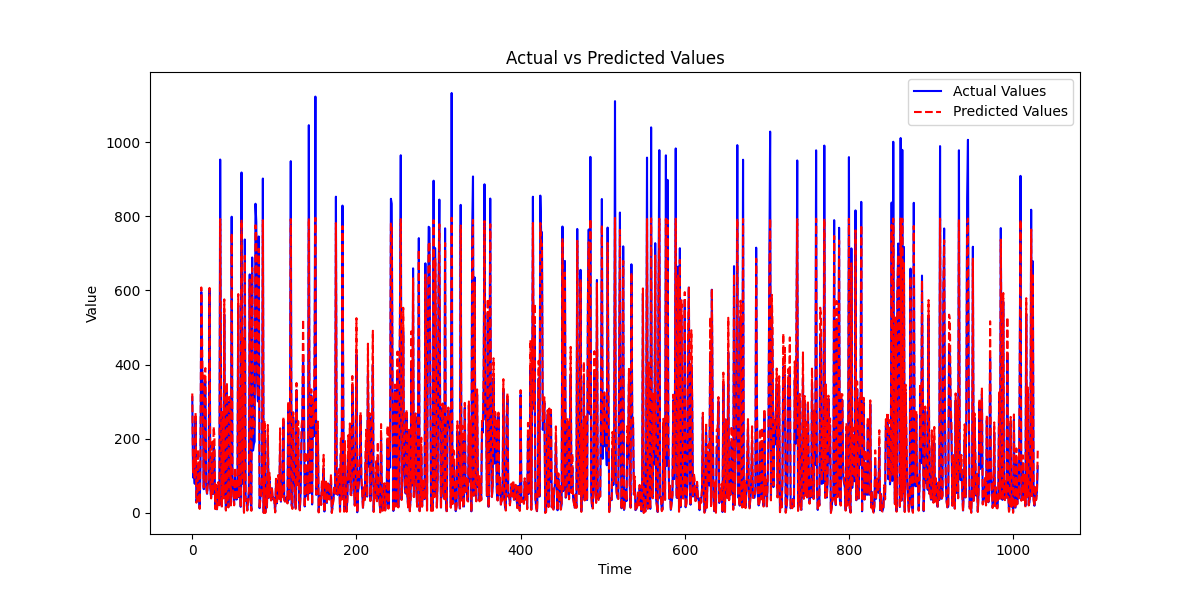 Actual vs Predicted Values
Actual Values
Predicted Values
1000
800
600
400
200
0
Value
0 200 400 600 800 1000
Time